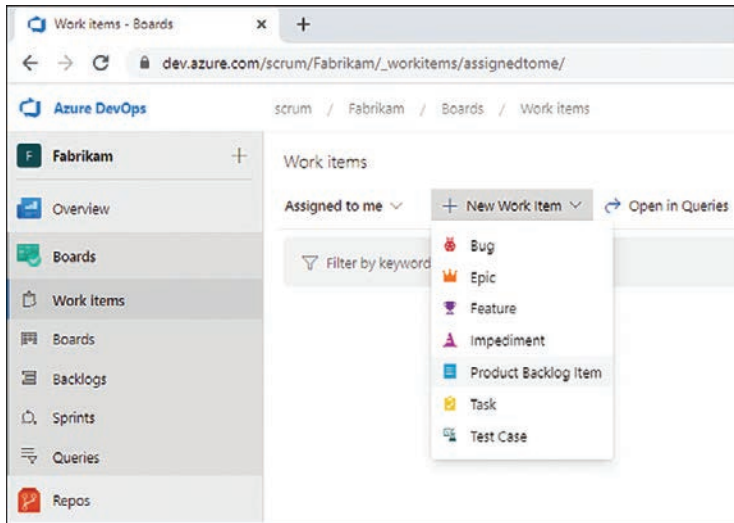 Work items - Boards
dev.azure.com/scrum/Fabrikam/_workitems/assignedtome/
Azure DevOps
scrum / Fabrikam / Boards / Work items
F Fabrikam
Work items
Overview
Assigned to me
+ New Work Item
Open in Queries
Boards
Filter by keyword
Work items
Boards
Backlogs
Sprints
Queries
Repos
Bug
Epic
Feature
Impediment
Product Backlog Item
Task
Test Case